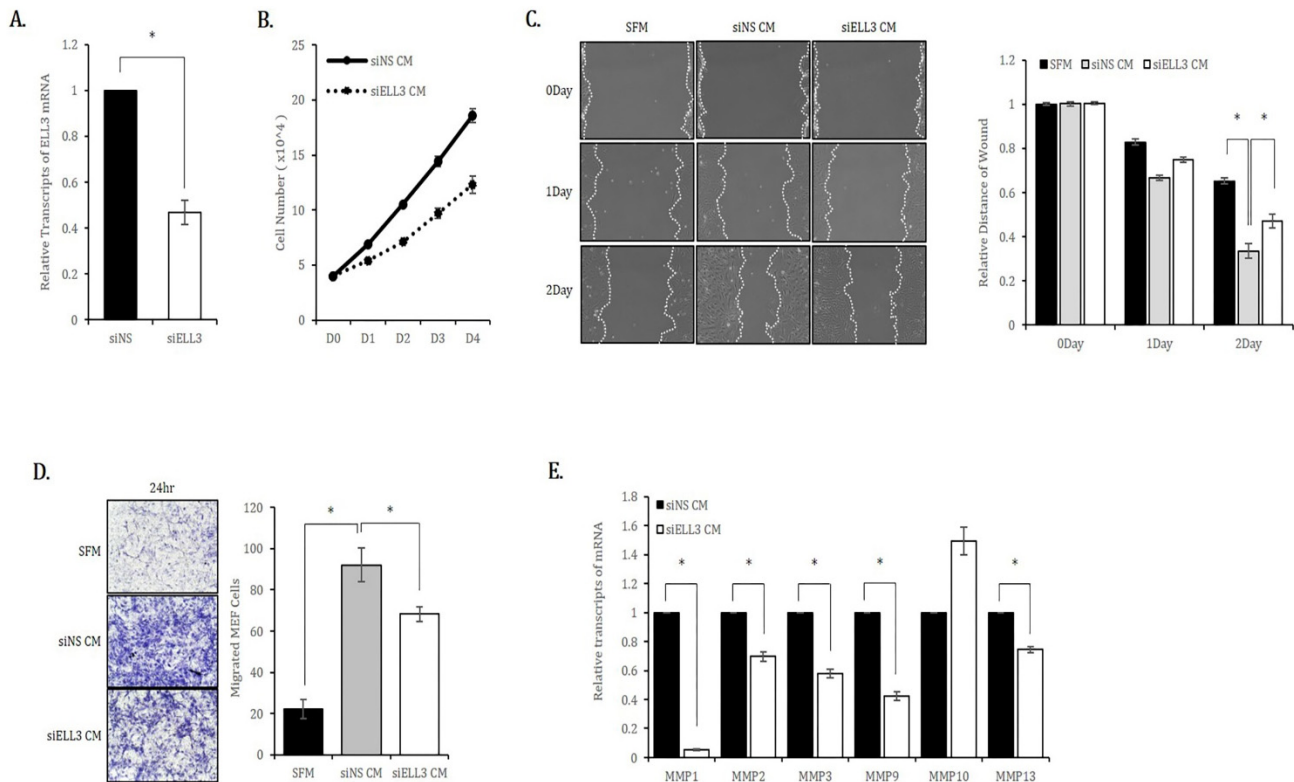 A.
Relative Transcripts of ELL3 mRNA
1.2
1
0.8
0.6
0.4
0.2
0
*
siNS
siELL3
B.
Cell Number ( x10^4)
25
20
15
10
5
0
siNS CM
siELL3 CM
D0
D1
D2
D3
D4
C.
SFM
siNS CM
siELL3 CM
0Day
1Day
2Day
Relative Distance of Wound
1.2
1
0.8
0.6
0.4
0.2
0
SFM
siNS CM
siELL3 CM
*
*
0Day
1Day
2Day
D.
24hr
SFM
siNS CM
siELL3 CM
Migrated MEF Cells
120
100
80
60
40
20
0
*
*
SFM
siNS CM
siELL3 CM
E.
Relative transcripts of mRNA
1.8
1.6
1.4
1.2
1
0.8
0.6
0.4
0.2
0
siNS CM
siELL3 CM
*
*
*
*
*
MMP1
MMP2
MMP3
MMP9
MMP10
MMP13